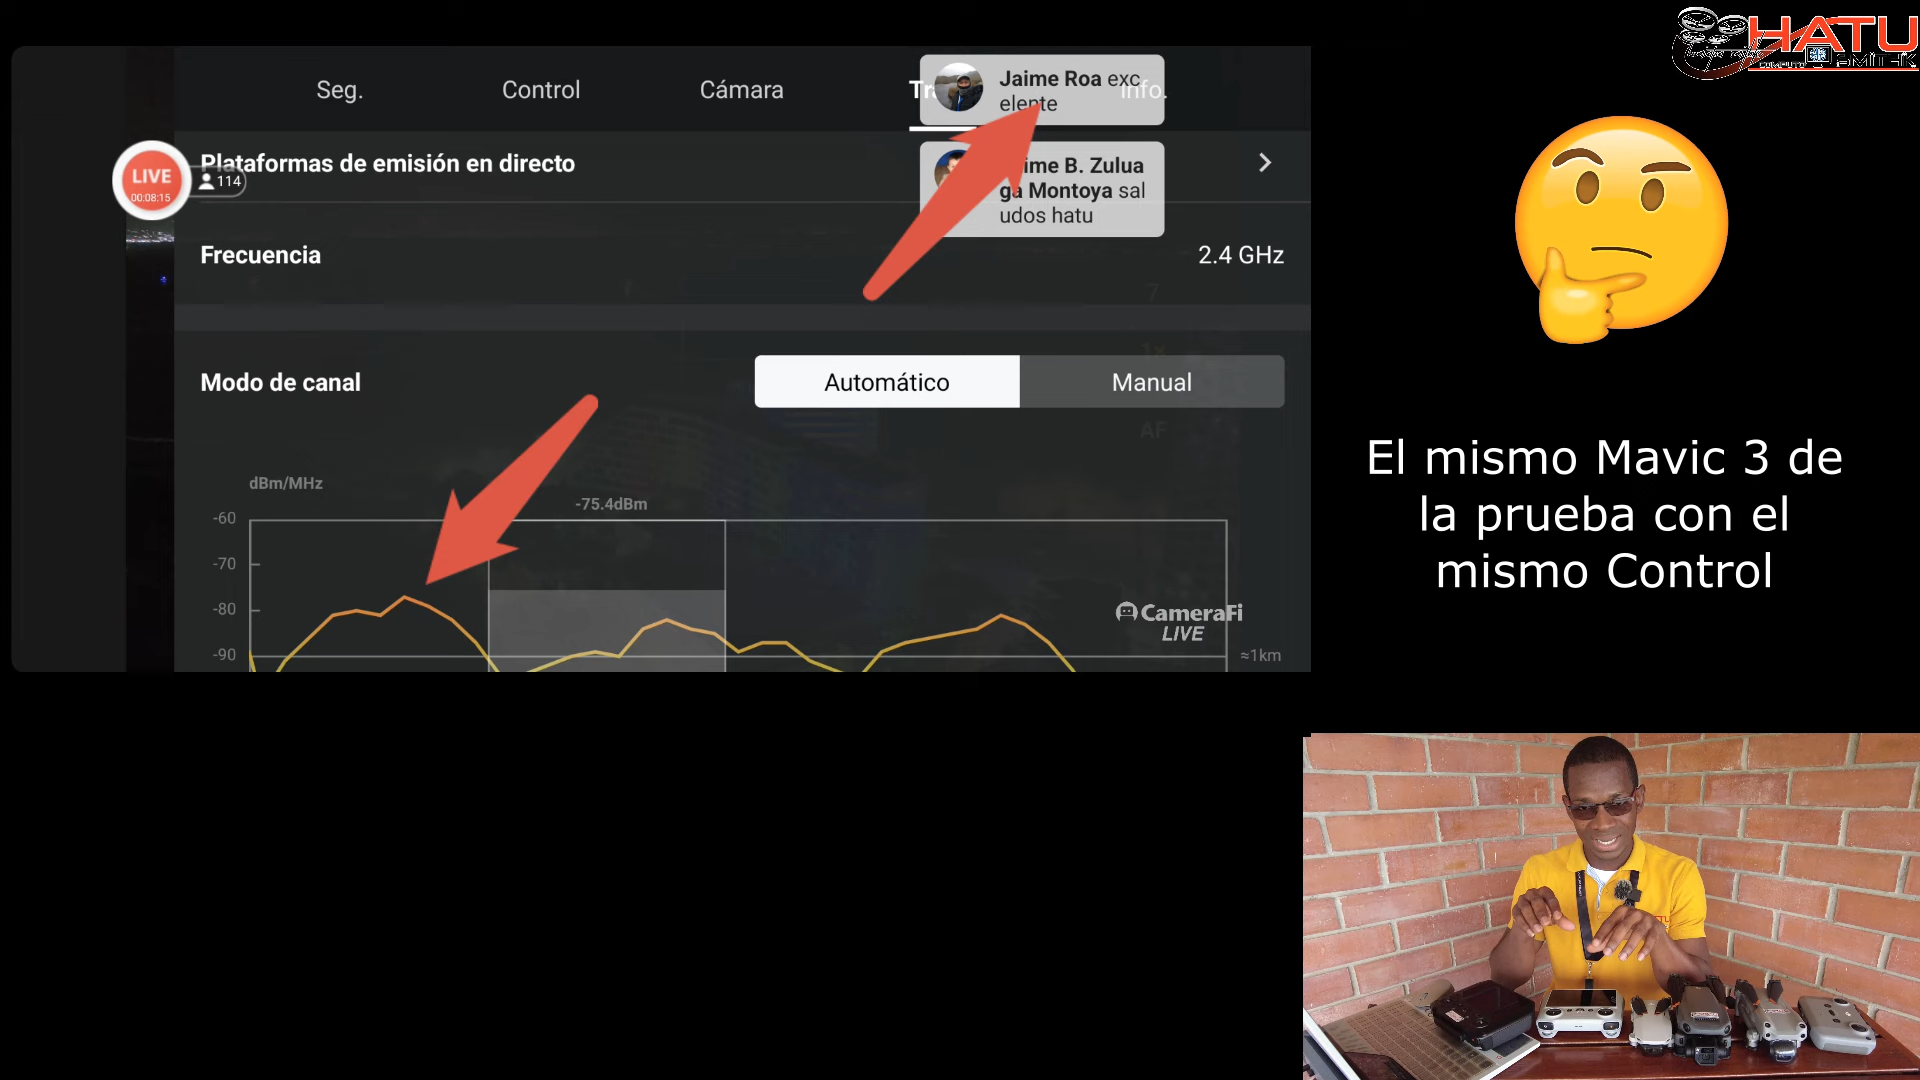 HATU
Seg.
Control
Cámara
Info.
Jaime Roa exc
elente
LIVE
00:08:15
114
Plataformas de emisión en directo
ime B. Zulua
ga Montoya sal
udos hatu
Frecuencia
2.4 GHz
7
1×
Modo de canal
Automático
Manual
AF
dBm/MHz
-75.4dBm
-60
-70
-80
-90
CameraFi
LIVE
≈1km
El mismo Mavic 3 de
la prueba con el
mismo Control